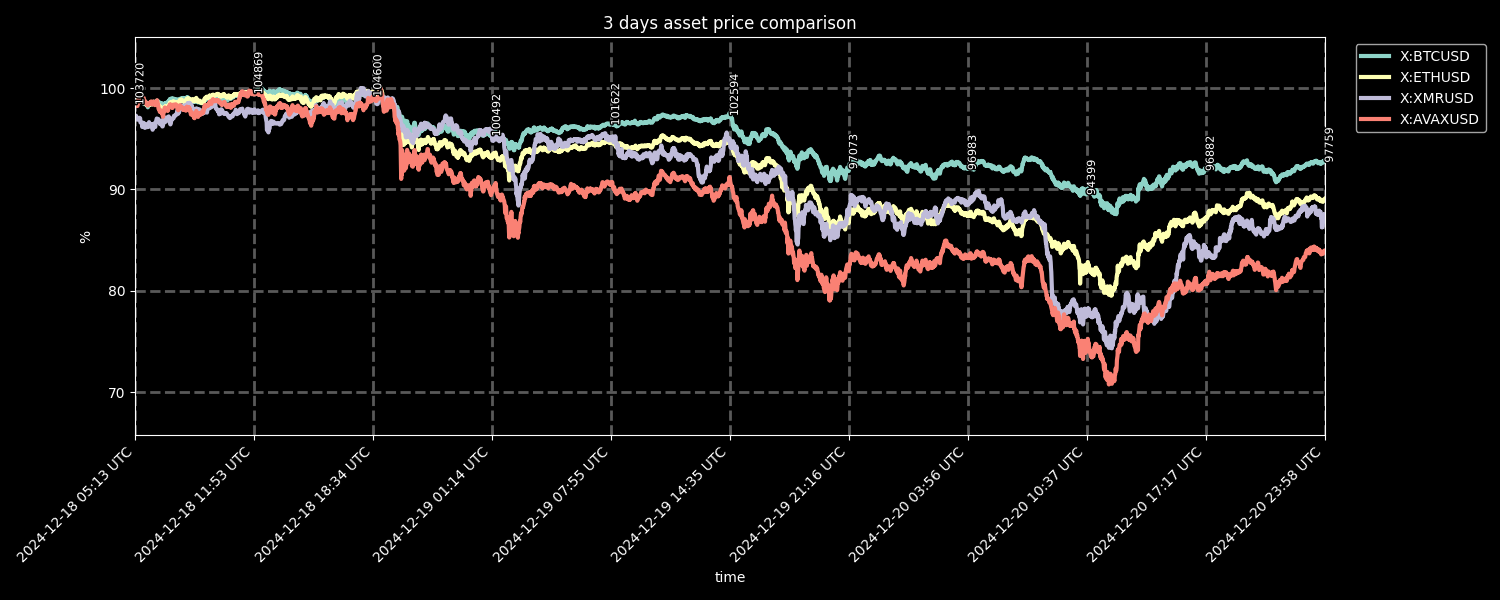 3 days asset price comparison
X:BTCUSD
X:ETHUSD
X:XMRUSD
X:AVAXUSD
103720
104869
104600
100492
101622
102594
97073
96983
94399
96882
97759
100
90
80
70
%
2024-12-18 05:13 UTC
2024-12-18 11:53 UTC
2024-12-18 18:34 UTC
2024-12-19 01:14 UTC
2024-12-19 07:55 UTC
2024-12-19 14:35 UTC
2024-12-19 21:16 UTC
2024-12-20 03:56 UTC
2024-12-20 10:37 UTC
2024-12-20 17:17 UTC
2024-12-20 23:58 UTC
time